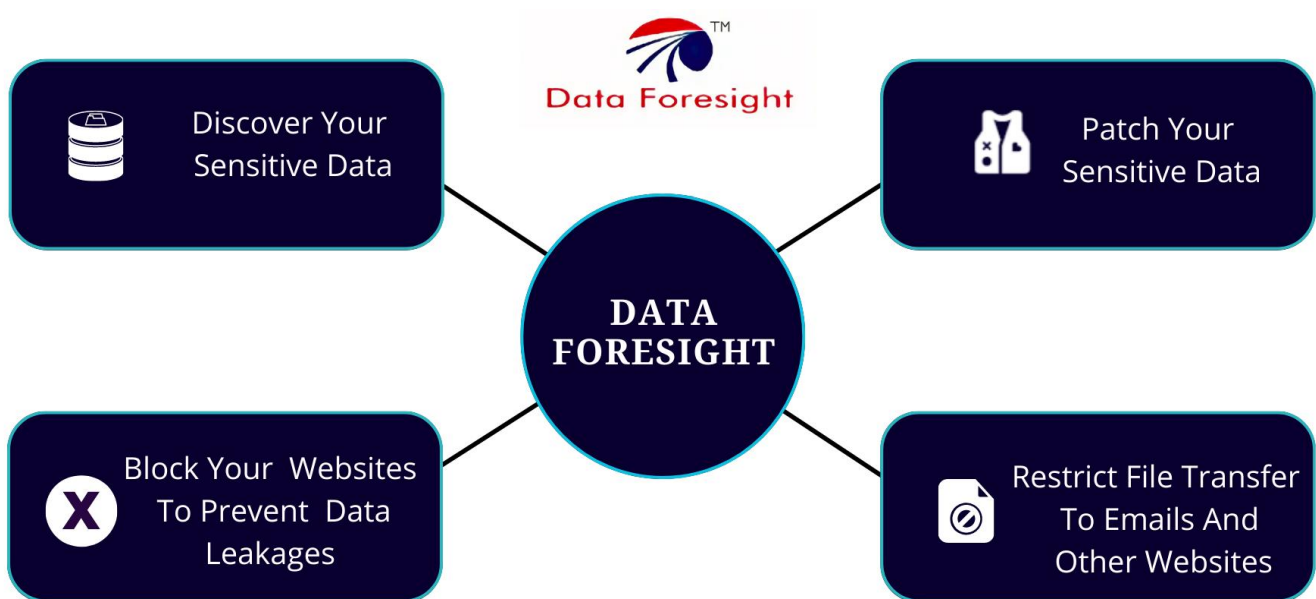 TM
Data Foresight
Discover Your
Sensitive Data
Patch Your
Sensitive Data
DATA
FORESIGHT
Block Your Websites
To Prevent Data
Leakages
X
Restrict File Transfer
To Emails And
Other Websites